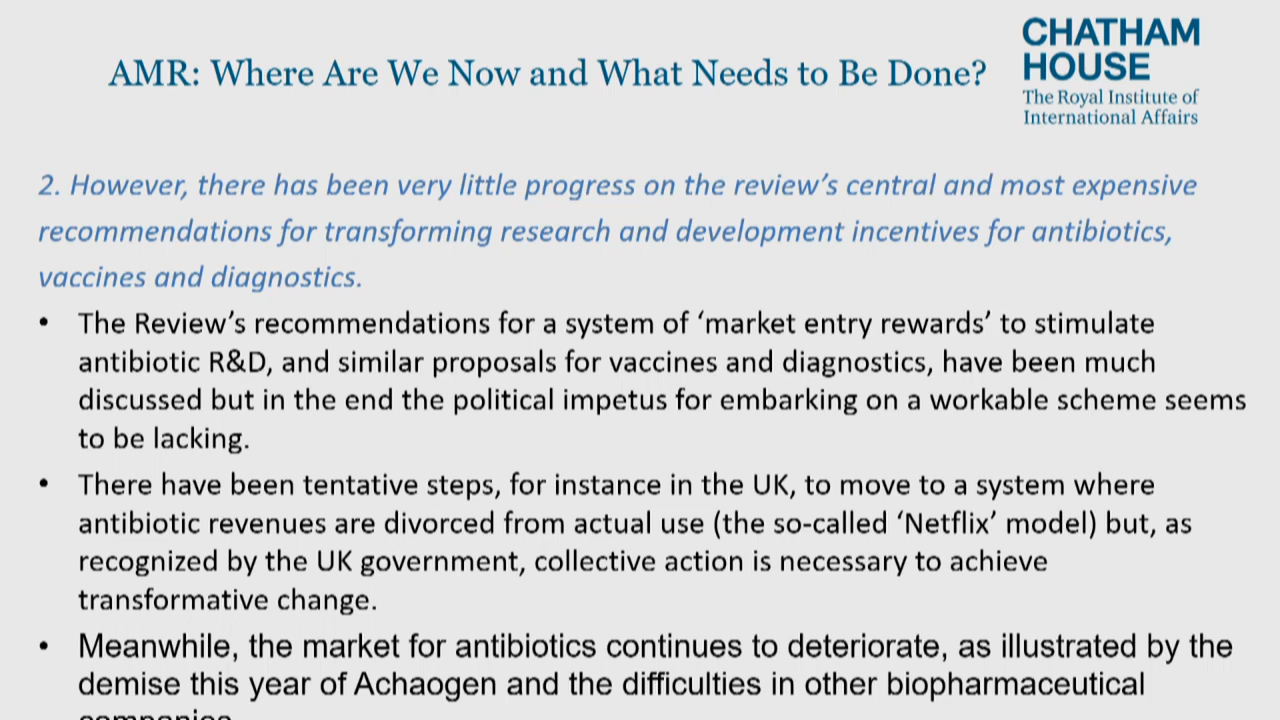 AMR: Where Are We Now and What Needs to Be Done?
CHATHAM
HOUSE
The Royal Institute of
International Affairs
2. However, there has been very little progress on the review’s central and most expensive
recommendations for transforming research and development incentives for antibiotics,
vaccines and diagnostics.
• The Review’s recommendations for a system of ‘market entry rewards’ to stimulate
antibiotic R&D, and similar proposals for vaccines and diagnostics, have been much
discussed but in the end the political impetus for embarking on a workable scheme seems
to be lacking.
• There have been tentative steps, for instance in the UK, to move to a system where
antibiotic revenues are divorced from actual use (the so-called ‘Netflix’ model) but, as
recognized by the UK government, collective action is necessary to achieve
transformative change.
• Meanwhile, the market for antibiotics continues to deteriorate, as illustrated by the
demise this year of Achaogen and the difficulties in other biopharmaceutical